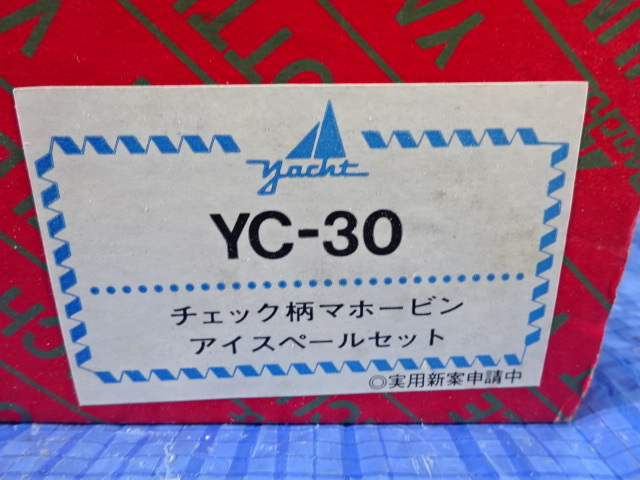 yacht
YC-30
チェック柄マホービン
アイスペールセット
◎実用新案申請中